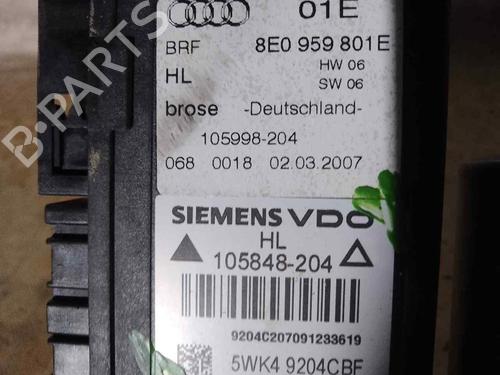 01E
BRF 8E0 959 801E
HL HW 06
SW 06
brose -Deutschland-
105998-204
068 0018 02.03.2007
SIEMENS VDO
HL
105848-204
9204C207091233619
5WK4 9204CBF
B-PARTS